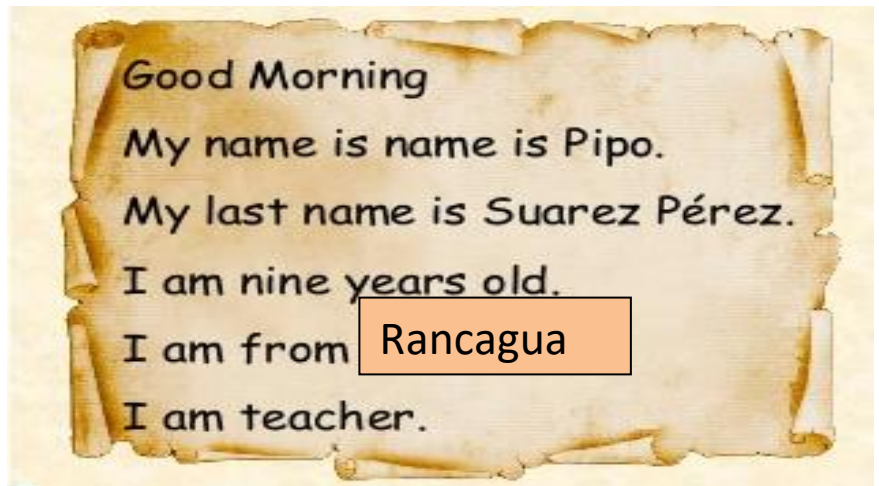 Good Morning
My name is name is Pipo.
My last name is Suarez Pérez.
I am nine years old.
I am from Rancagua
I am teacher.